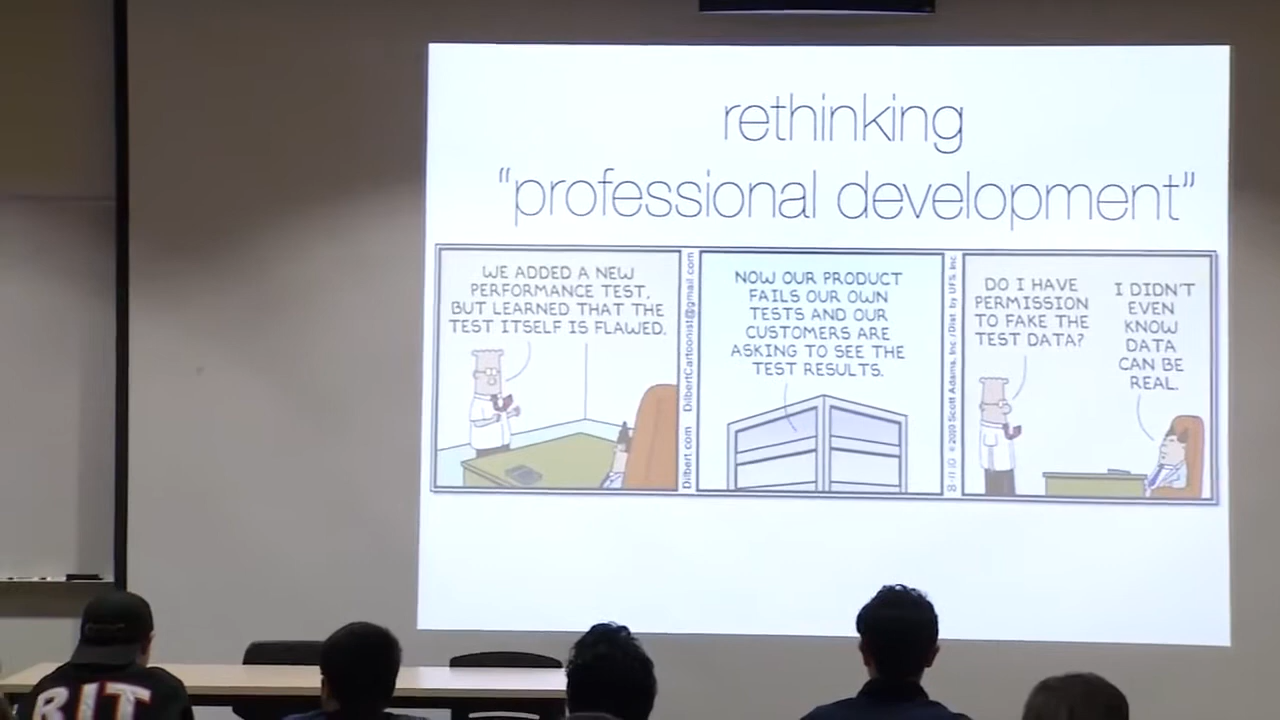 rethinking
“professional development”
WE ADDED A NEW
PERFORMANCE TEST,
BUT LEARNED THAT THE
TEST ITSELF IS FLAWED.
Dilbert.com DilbertCartoonist@gmail.com
NOW OUR PRODUCT
FAILS OUR OWN
TESTS AND OUR
CUSTOMERS ARE
ASKING TO SEE THE
TEST RESULTS.
8-11-10 ©2010 Scott Adams, Inc./Dist. by UFS, Inc.
DO I HAVE
PERMISSION
TO FAKE THE
TEST DATA?
I DIDN'T
EVEN
KNOW
DATA
CAN BE
REAL.
RIT